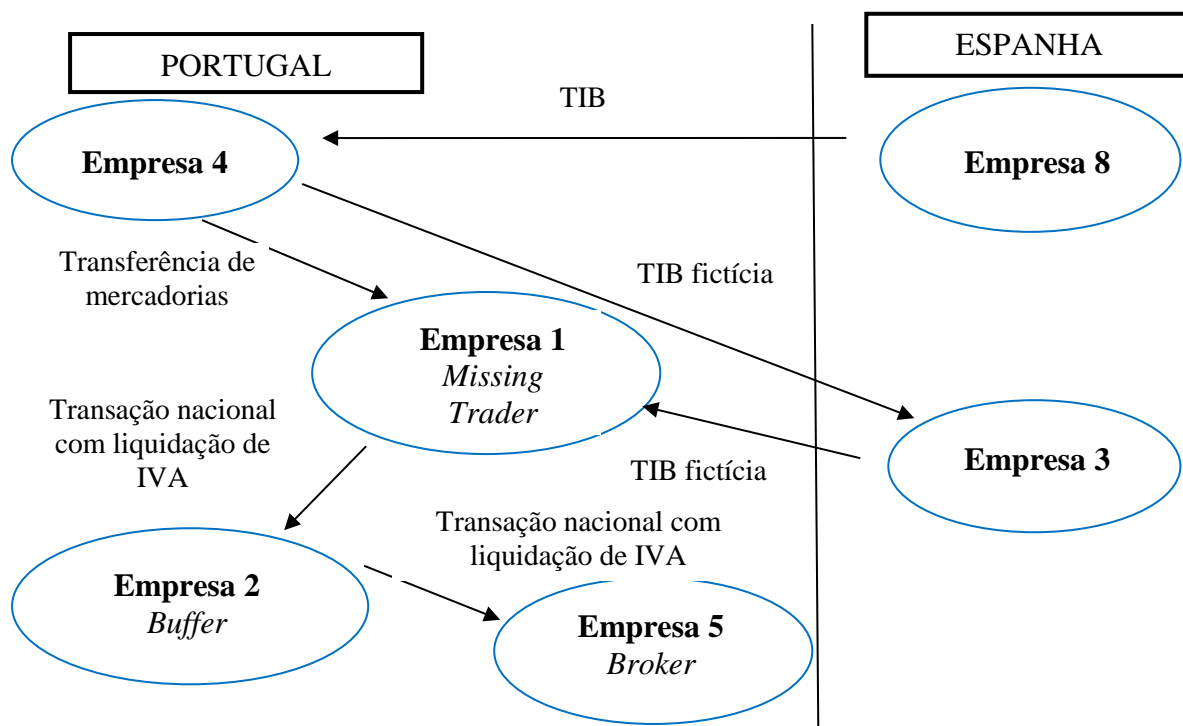 PORTUGAL
ESPANHA
TIB
Empresa 4
Empresa 8
Transferência de
mercadorias
TIB fictícia
Empresa 1
Missing
Trader
Transação nacional
com liquidação de
IVA
TIB fictícia
Empresa 3
Transação nacional com
liquidação de IVA
Empresa 2
Buffer
Empresa 5
Broker